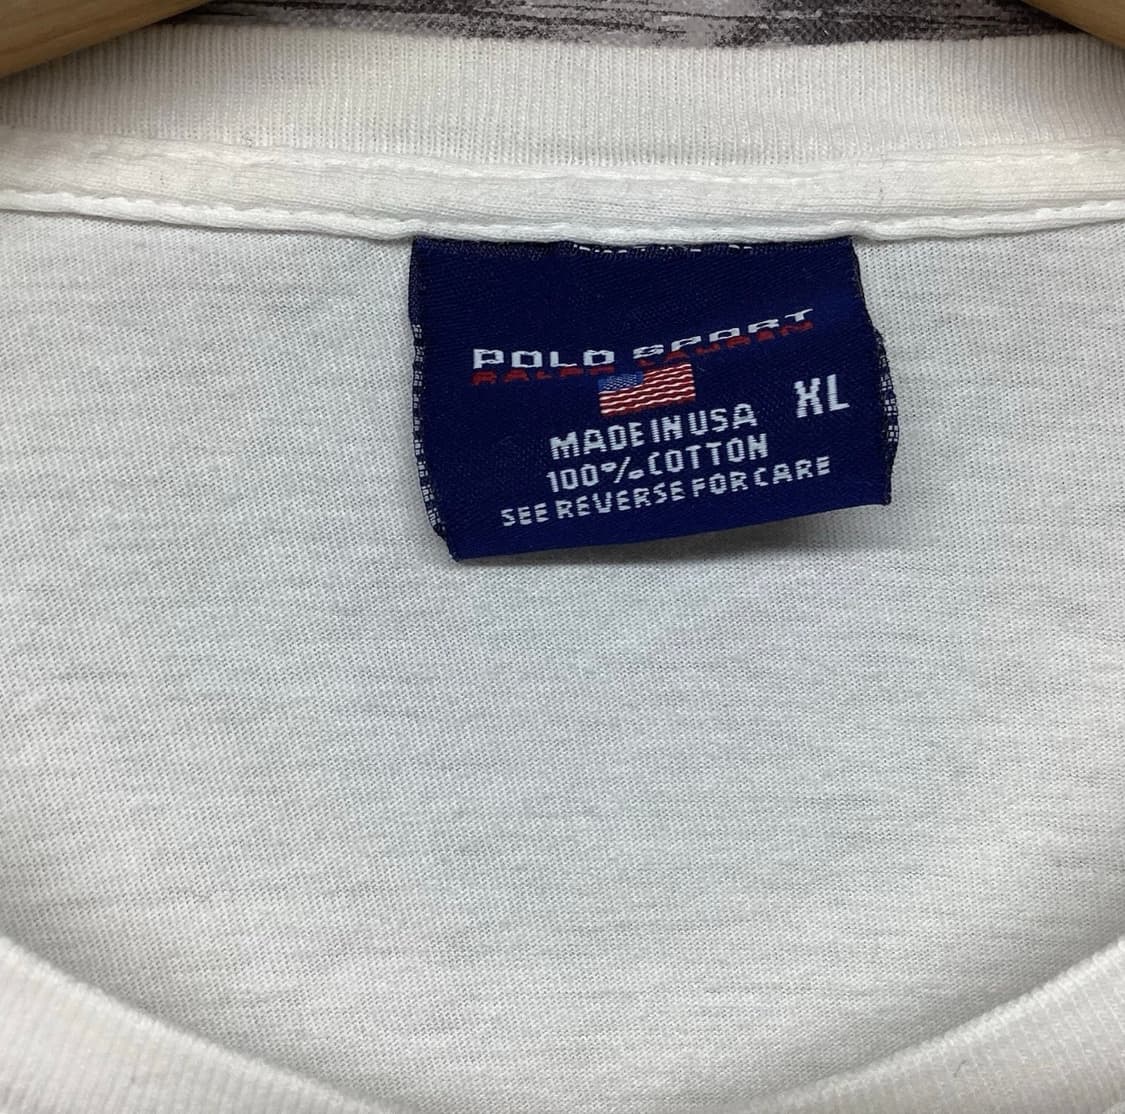 POLO SPORT
RALPH LAUREN
XL
MADE IN USA
100% COTTON
SEE REVERSE FOR CARE